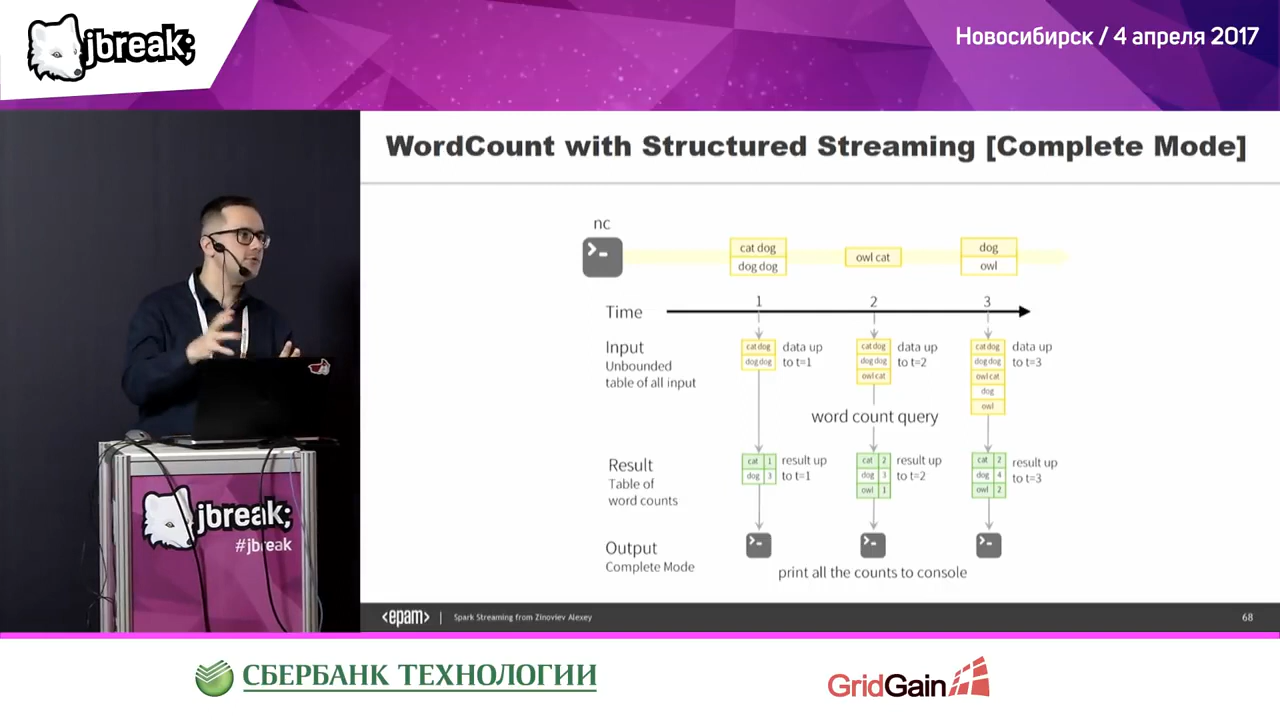 jbreak;
Новосибирск / 4 апреля 2017
WordCount with Structured Streaming [Complete Mode]
nc
cat dog
dog dog
owl cat
dog
owl
Time
1
2
3
Input
Unbounded
table of all input
cat dog
dog dog
data up
to t=1
cat dog
dog dog
owl cat
data up
to t=2
cat dog
dog dog
owl cat
dog
owl
data up
to t=3
word count query
Result
Table of
word counts
cat 1
dog 3
result up
to t=1
cat 2
dog 3
owl 1
result up
to t=2
cat 2
dog 4
owl 2
result up
to t=3
Output
Complete Mode
print all the counts to console
<epam> | Spark Streaming from Zinoviev Alexey
68
jbreak;
#jbreak
СБЕРБАНК ТЕХНОЛОГИИ
GridGain